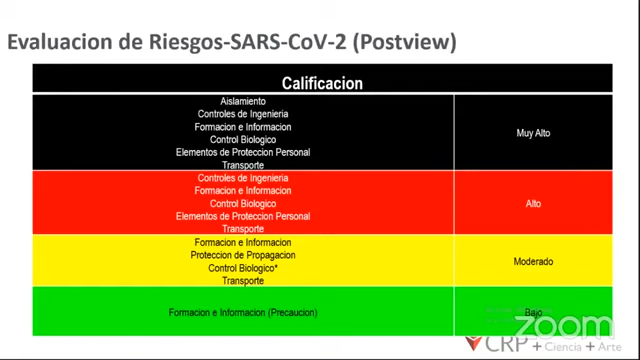 Evaluacion de Riesgos-SARS-CoV-2 (Postview)
Calificacion
Aislamiento
Controles de Ingenieria
Formacion e Informacion
Control Biologico
Elementos de Proteccion Personal
Transporte
Muy Alto
Controles de Ingenieria
Formacion e Informacion
Control Biologico
Elementos de Proteccion Personal
Transporte
Alto
Formacion e Informacion
Proteccion de Propagacion
Control Biologico*
Transporte
Moderado
Formacion e Informacion (Precaucion)
Bajo
zoom
CRP+Ciencia+Arte